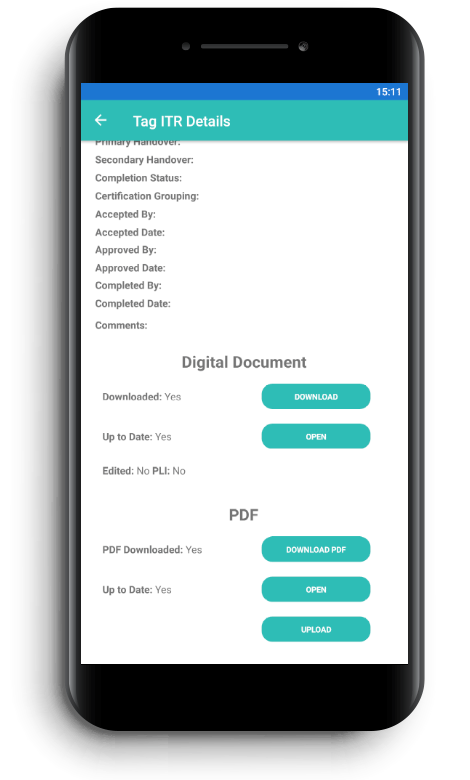 15:11
Tag ITR Details
Primary Handover:
Secondary Handover:
Completion Status:
Certification Grouping:
Accepted By:
Accepted Date:
Approved By:
Approved Date:
Completed By:
Completed Date:
Comments:
Digital Document
Downloaded: Yes DOWNLOAD
Up to Date: Yes OPEN
Edited: No PLI: No
PDF
PDF Downloaded: Yes DOWNLOAD PDF
Up to Date: Yes OPEN
UPLOAD